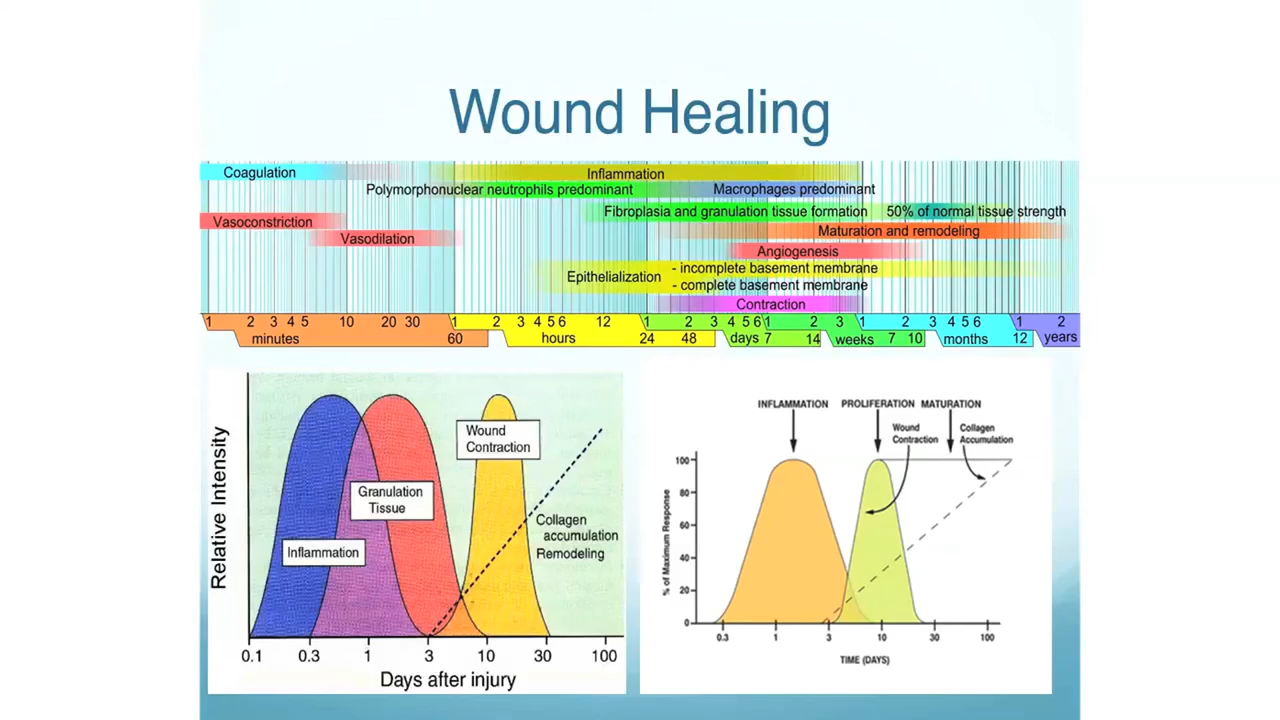 Wound Healing
Coagulation
Inflammation
Polymorphonuclear neutrophils predominant
Macrophages predominant
Fibroplasia and granulation tissue formation
50% of normal tissue strength
Vasoconstriction
Maturation and remodeling
Vasodilation
Angiogenesis
Epithelialization
- incomplete basement membrane
- complete basement membrane
Contraction
1 2 3 4 5 10 20 30 1 2 3 4 5 6 12 1 2 3 4 5 6 1 2 3 1 2 3 4 5 6 1 2
minutes 60 hours 24 48 days 7 14 weeks 7 10 months 12 years
Relative Intensity
Wound
Contraction
Granulation
Tissue
Inflammation
Collagen
accumulation
Remodeling
0.1 0.3 1 3 10 30 100
Days after injury
INFLAMMATION PROLIFERATION MATURATION
Wound
Contraction
Collagen
Accumulation
% of Maximum Response
100
80
60
40
20
0
0.3 1 3 10 30 100
TIME (DAYS)